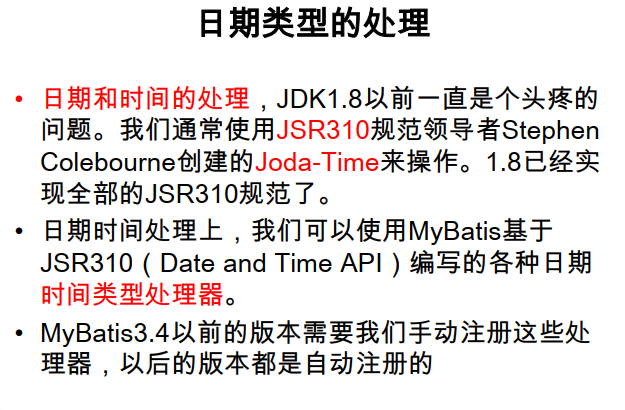 日期类型的处理
• 日期和时间的处理，JDK1.8以前一直是个头疼的
问题。我们通常使用JSR310规范领导者Stephen
Colebourne创建的Joda-Time来操作。1.8已经实
现全部的JSR310规范了。
• 日期时间处理上，我们可以使用MyBatis基于
JSR310（Date and Time API）编写的各种日期
时间类型处理器。
• MyBatis3.4以前的版本需要我们手动注册这些处
理器，以后的版本都是自动注册的